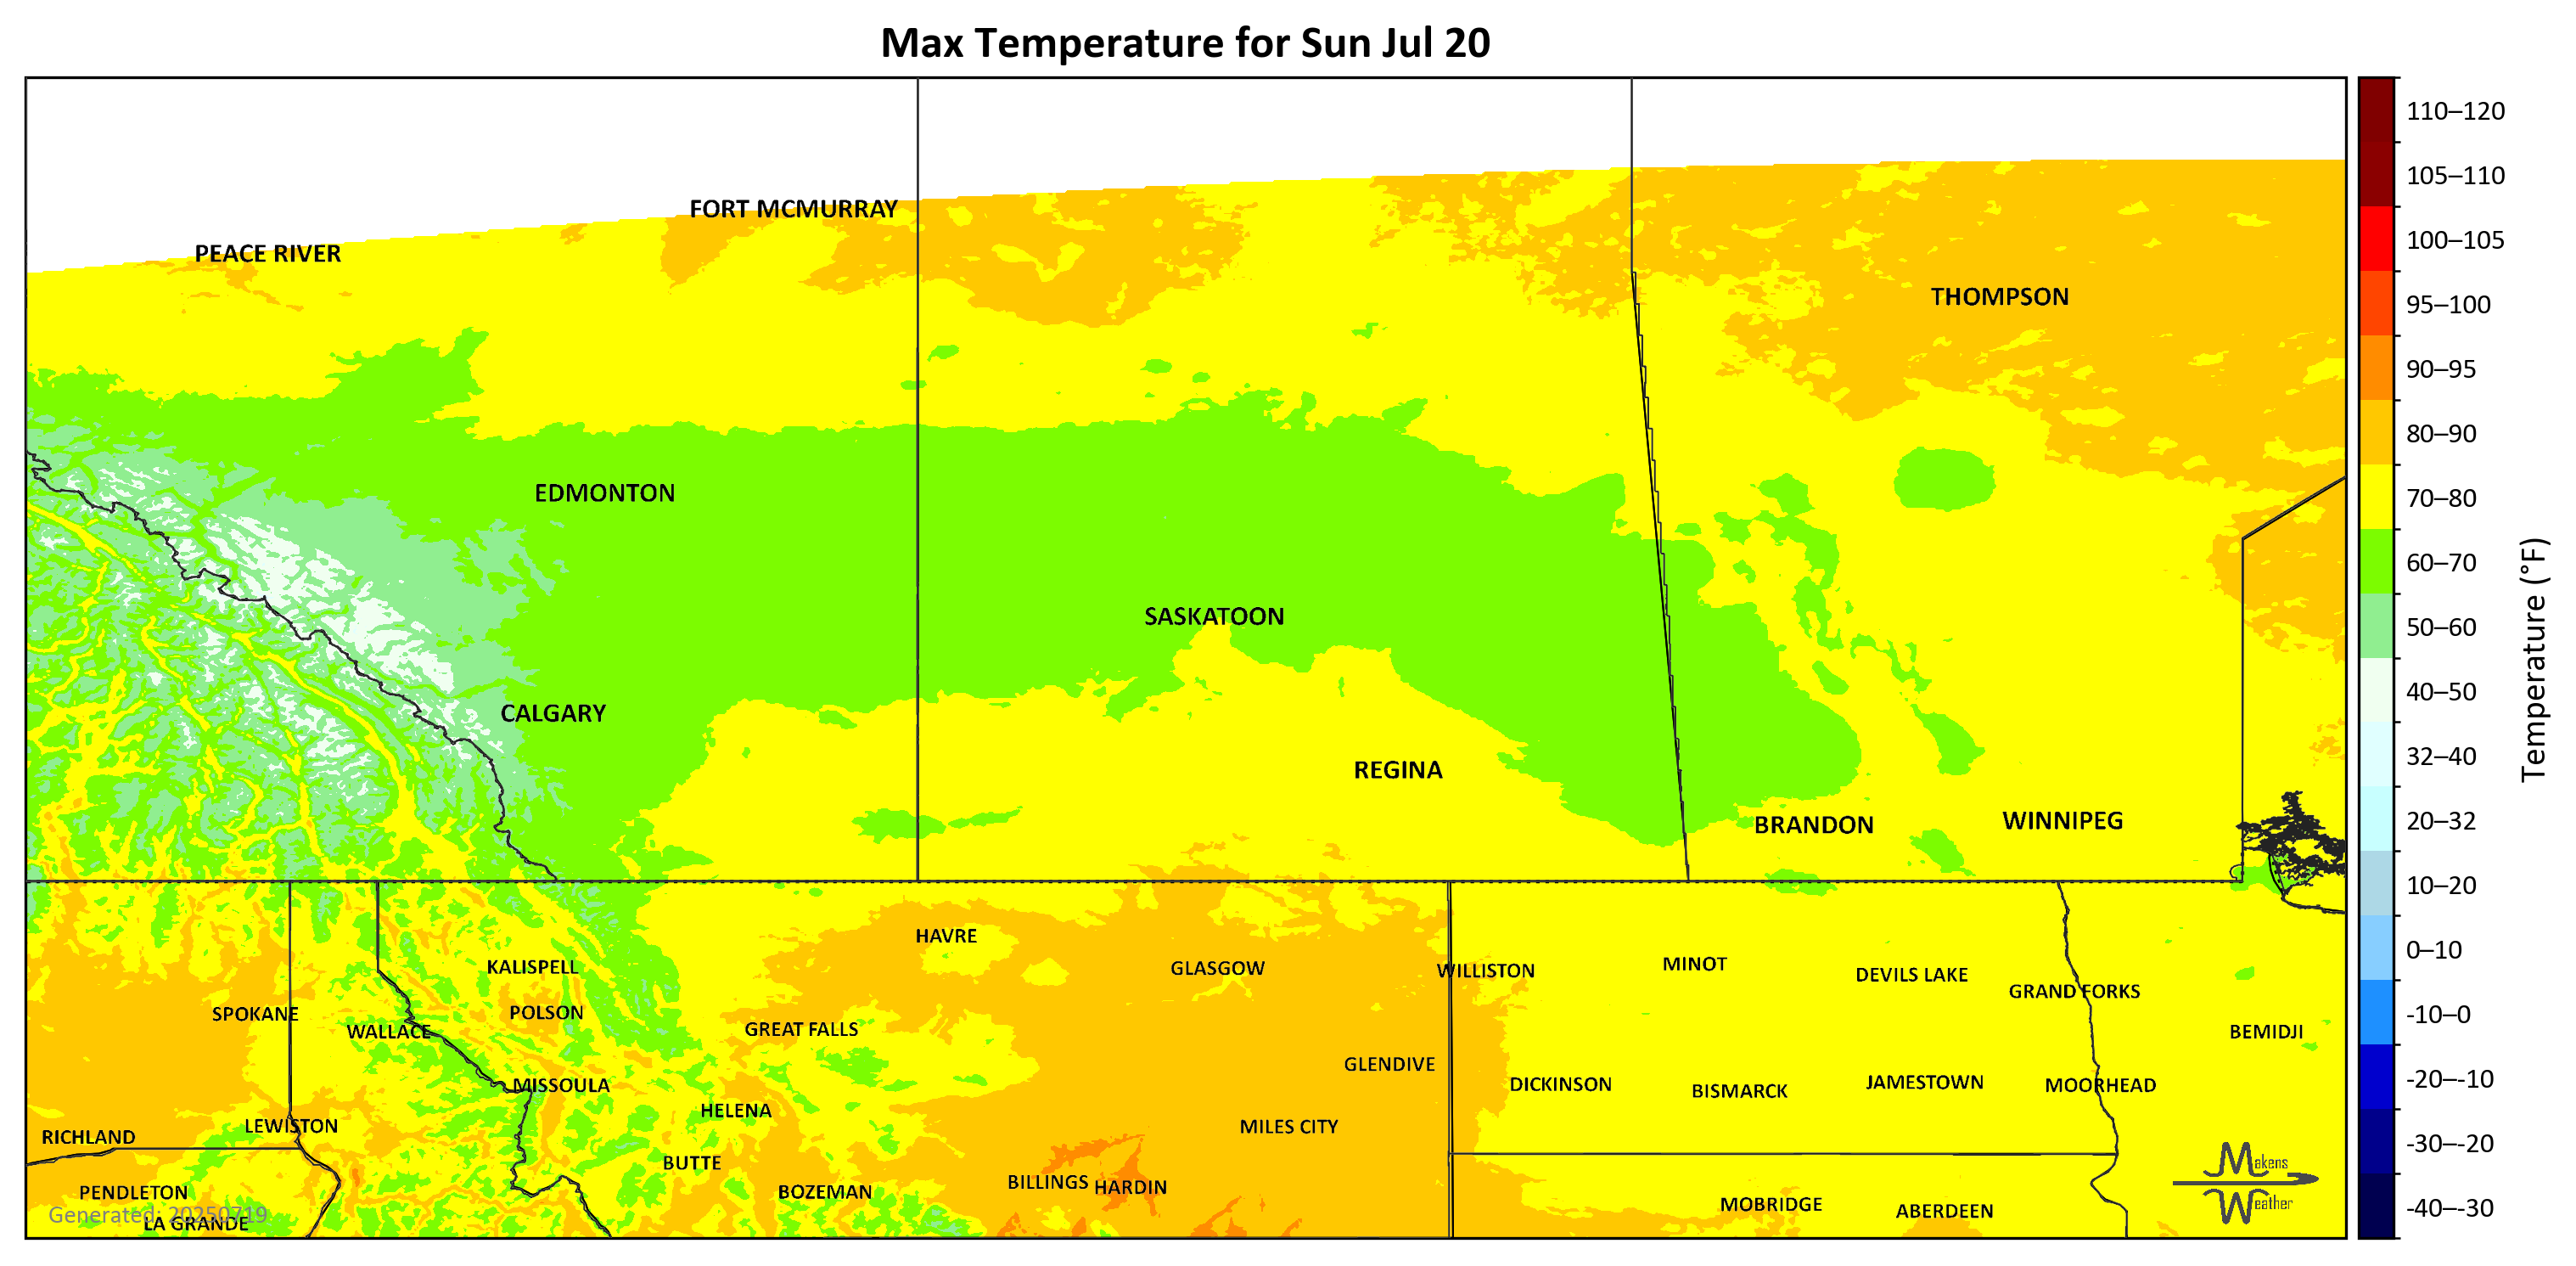 Max Temperature for Sun Jul 20
FORT MCMURRAY
PEACE RIVER
THOMPSON
EDMONTON
SASKATOON
CALGARY
REGINA
BRANDON
WINNIPEG
HAVRE
KALISPELL
GLASGOW
WILLISTON
MINOT
DEVILS LAKE
GRAND FORKS
SPOKANE
POLSON
WALLACE
GREAT FALLS
BEMIDJI
GLENDIVE
MISSOULA
DICKINSON
BISMARCK
JAMESTOWN
MOORHEAD
HELENA
LEWISTON
MILES CITY
RICHLAND
BUTTE
BILLINGS
HARDIN
PENDLETON
BOZEMAN
MOBRIDGE
ABERDEEN
LA GRANDE
Generated: 20250719
Makens
Weather
110–120
105–110
100–105
95–100
90–95
80–90
70–80
60–70
50–60
40–50
32–40
20–32
10–20
0–10
-10–0
-20–-10
-30–-20
-40–-30
Temperature (°F)